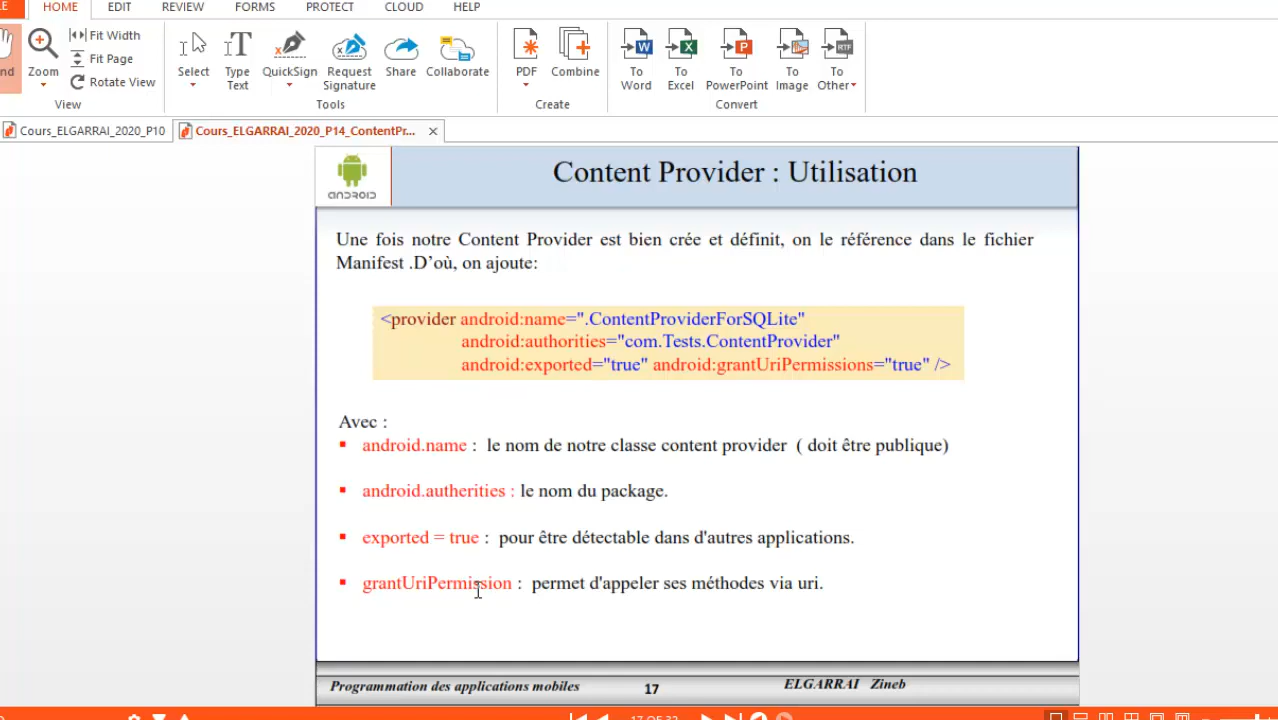 HOME EDIT REVIEW FORMS PROTECT CLOUD HELP
Fit Width
Fit Page
Rotate View
Zoom Select Type Text QuickSign Request Signature Share Collaborate PDF Combine To Word To Excel To PowerPoint To Image To Other
View Tools Create Convert
Cours_ELGARRAI_2020_P10 Cours_ELGARRAI_2020_P14_ContentPr...
Content Provider : Utilisation
Une fois notre Content Provider est bien crée et définit, on le référence dans le fichier
Manifest .D'où, on ajoute:
<provider android:name=".ContentProviderForSQLite"
android:authorities="com.Tests.ContentProvider"
android:exported="true" android:grantUriPermissions="true" />
Avec :
▪ android.name : le nom de notre classe content provider ( doit être publique)
▪ android.autherities : le nom du package.
▪ exported = true : pour être détectable dans d'autres applications.
▪ grantUriPermission : permet d'appeler ses méthodes via uri.
Programmation des applications mobiles 17 ELGARRAI Zineb